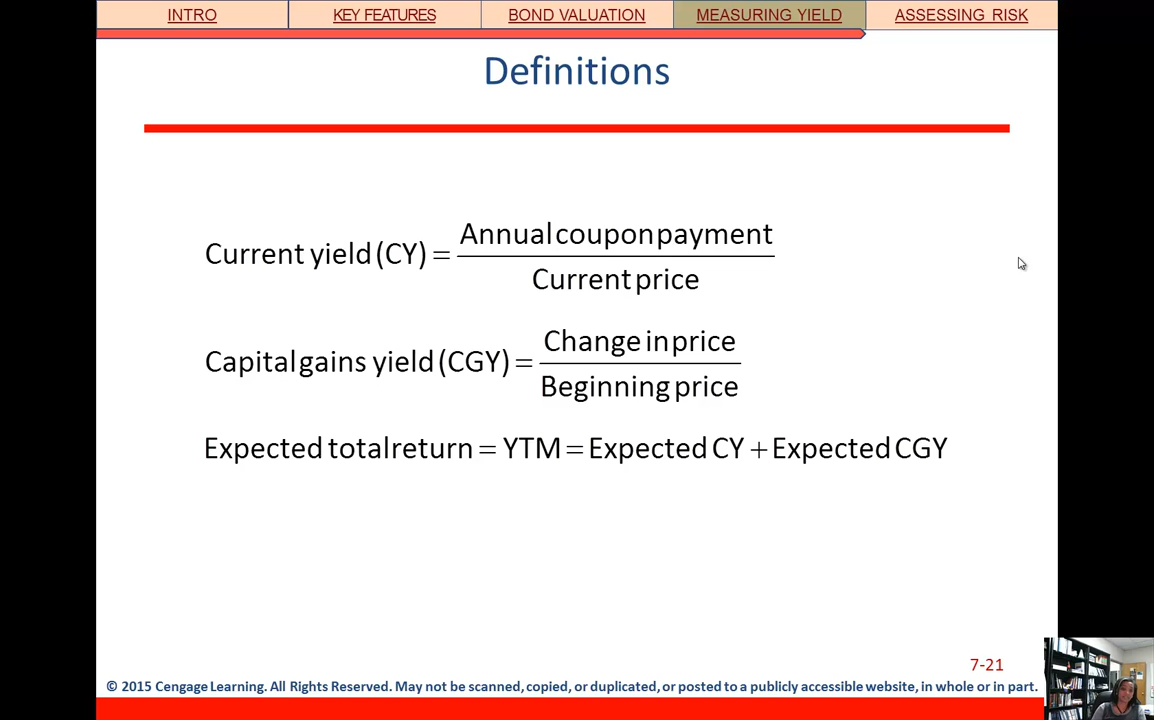 INTRO KEY FEATURES BOND VALUATION MEASURING YIELD ASSESSING RISK
Definitions
Current yield (CY) = Annual coupon payment / Current price
Capital gains yield (CGY) = Change in price / Beginning price
Expected total return = YTM = Expected CY + Expected CGY
7-21
© 2015 Cengage Learning. All Rights Reserved. May not be scanned, copied, or duplicated, or posted to a publicly accessible website, in whole or in part.